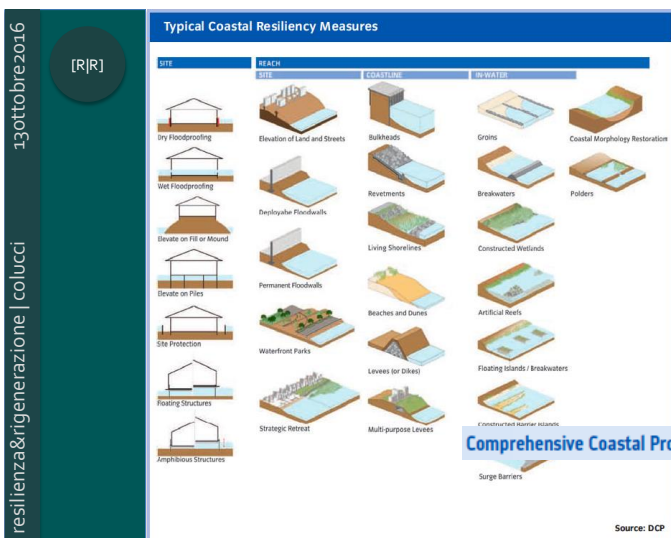 resilienza&rigenerazione | colucci 13ottobre2016
[R|R]
Typical Coastal Resiliency Measures
SITE
REACH
SITE
COASTLINE
IN-WATER
Dry Floodproofing
Wet Floodproofing
Elevate on Fill or Mound
Elevate on Piles
Site Protection
Floating Structures
Amphibious Structures
Elevation of Land and Streets
Deployable Floodwalls
Permanent Floodwalls
Waterfront Parks
Strategic Retreat
Bulkheads
Revetments
Living Shorelines
Beaches and Dunes
Levees (or Dikes)
Multi-purpose Levees
Groins
Breakwaters
Constructed Wetlands
Artificial Reefs
Floating Islands / Breakwaters
Constructed Barrier Islands
Surge Barriers
Coastal Morphology Restoration
Polders
Comprehensive Coastal Pro
Source: DCP